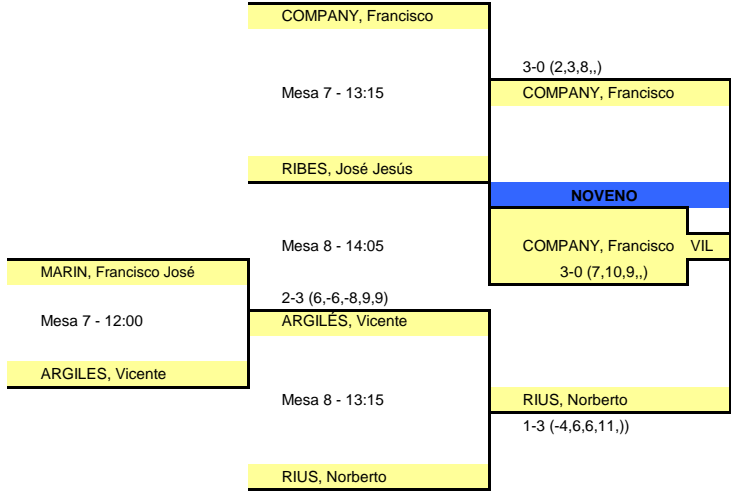 COMPANY, Francisco
3-0 (2,3,8,,)
Mesa 7 - 13:15
COMPANY, Francisco
RIBES, José Jesús
NOVENO
Mesa 8 - 14:05
COMPANY, Francisco VIL
MARIN, Francisco José
3-0 (7,10,9,,)
2-3 (6,-6,-8,9,9)
Mesa 7 - 12:00
ARGILÉS, Vicente
ARGILES, Vicente
Mesa 8 - 13:15
RIUS, Norberto
1-3 (-4,6,6,11,))
RIUS, Norberto